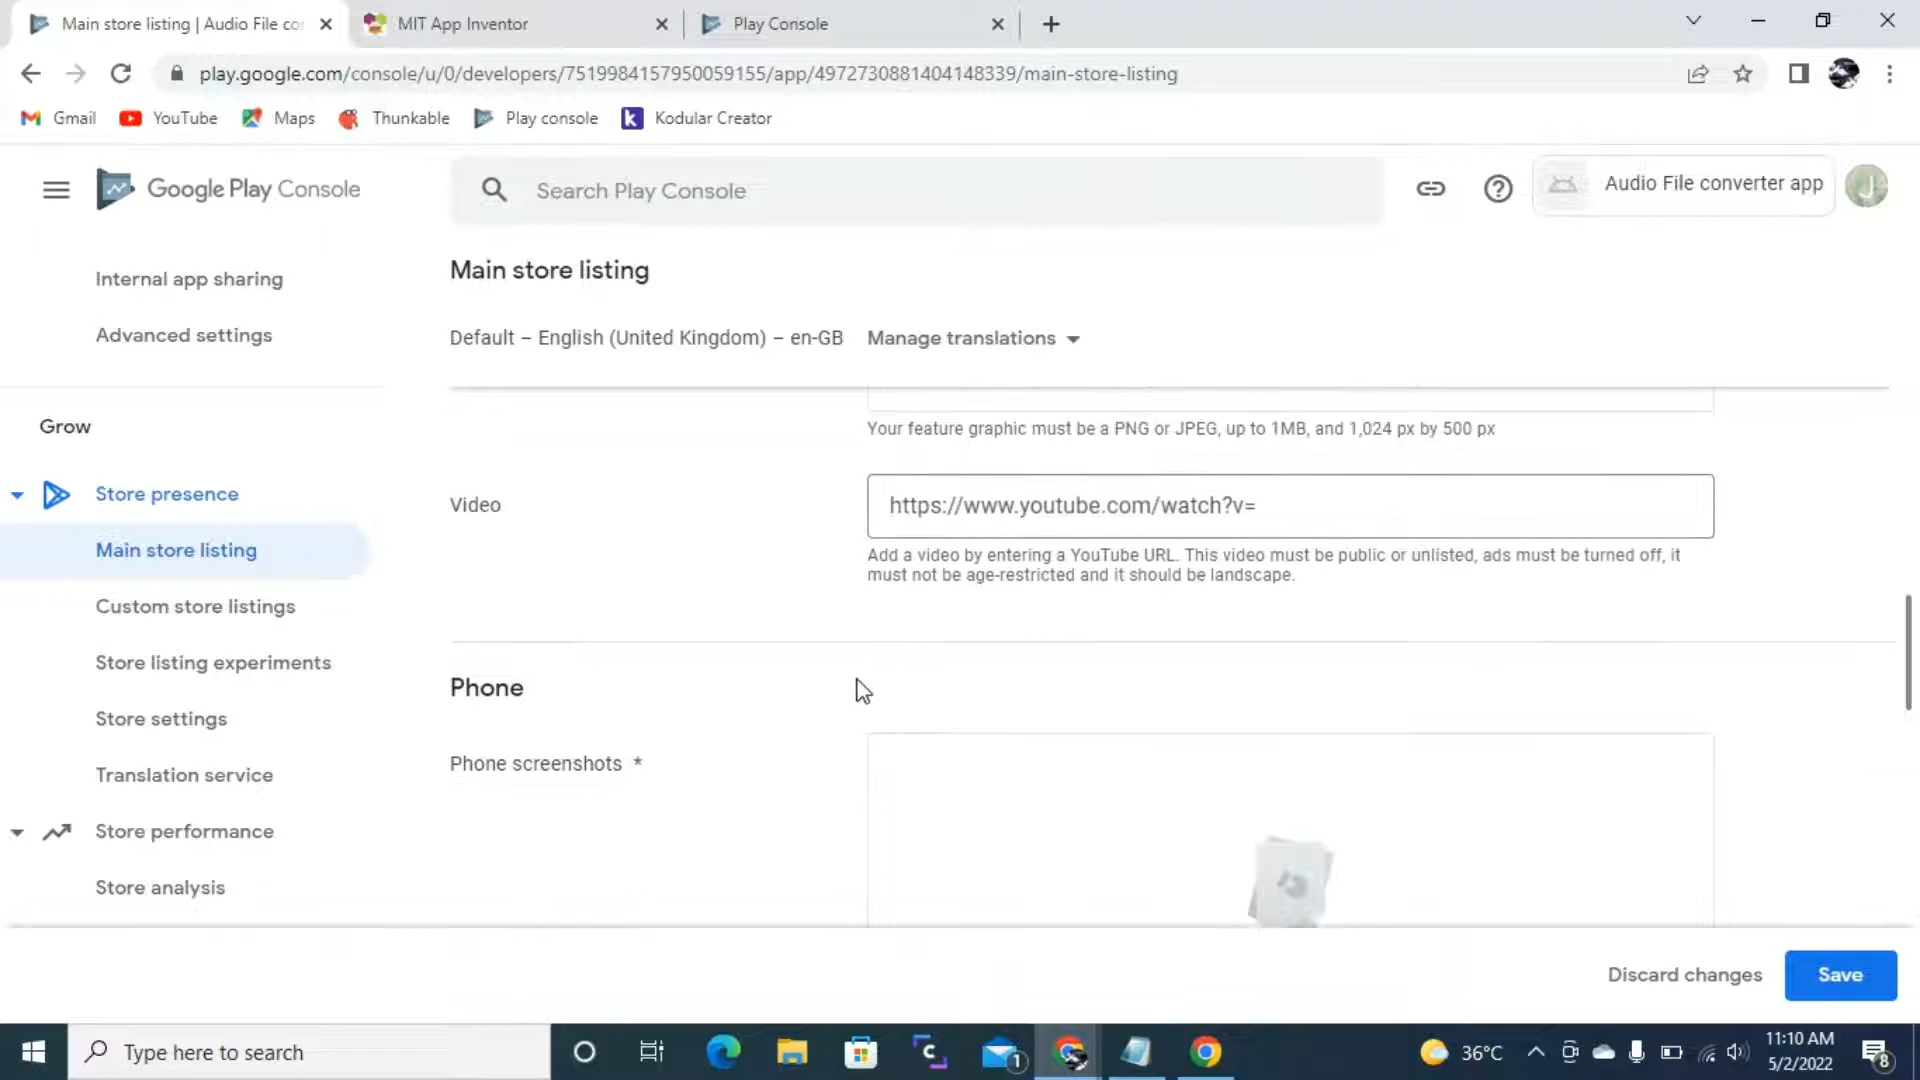 Main store listing | Audio File cor
MIT App Inventor
Play Console
play.google.com/console/u/0/developers/7519984157950059155/app/4972730881404148339/main-store-listing
Gmail
YouTube
Maps
Thunkable
Play console
Kodular Creator
Google Play Console
Search Play Console
Audio File converter app
J
Internal app sharing
Advanced settings
Grow
Store presence
Main store listing
Custom store listings
Store listing experiments
Store settings
Translation service
Store performance
Store analysis
Main store listing
Default – English (United Kingdom) – en-GB
Manage translations
Your feature graphic must be a PNG or JPEG, up to 1MB, and 1,024 px by 500 px
Video
https://www.youtube.com/watch?v=
Add a video by entering a YouTube URL. This video must be public or unlisted, ads must be turned off, it
must not be age-restricted and it should be landscape.
Phone
Phone screenshots *
Discard changes
Save
Type here to search
1
36°C
11:10 AM
5/2/2022
8